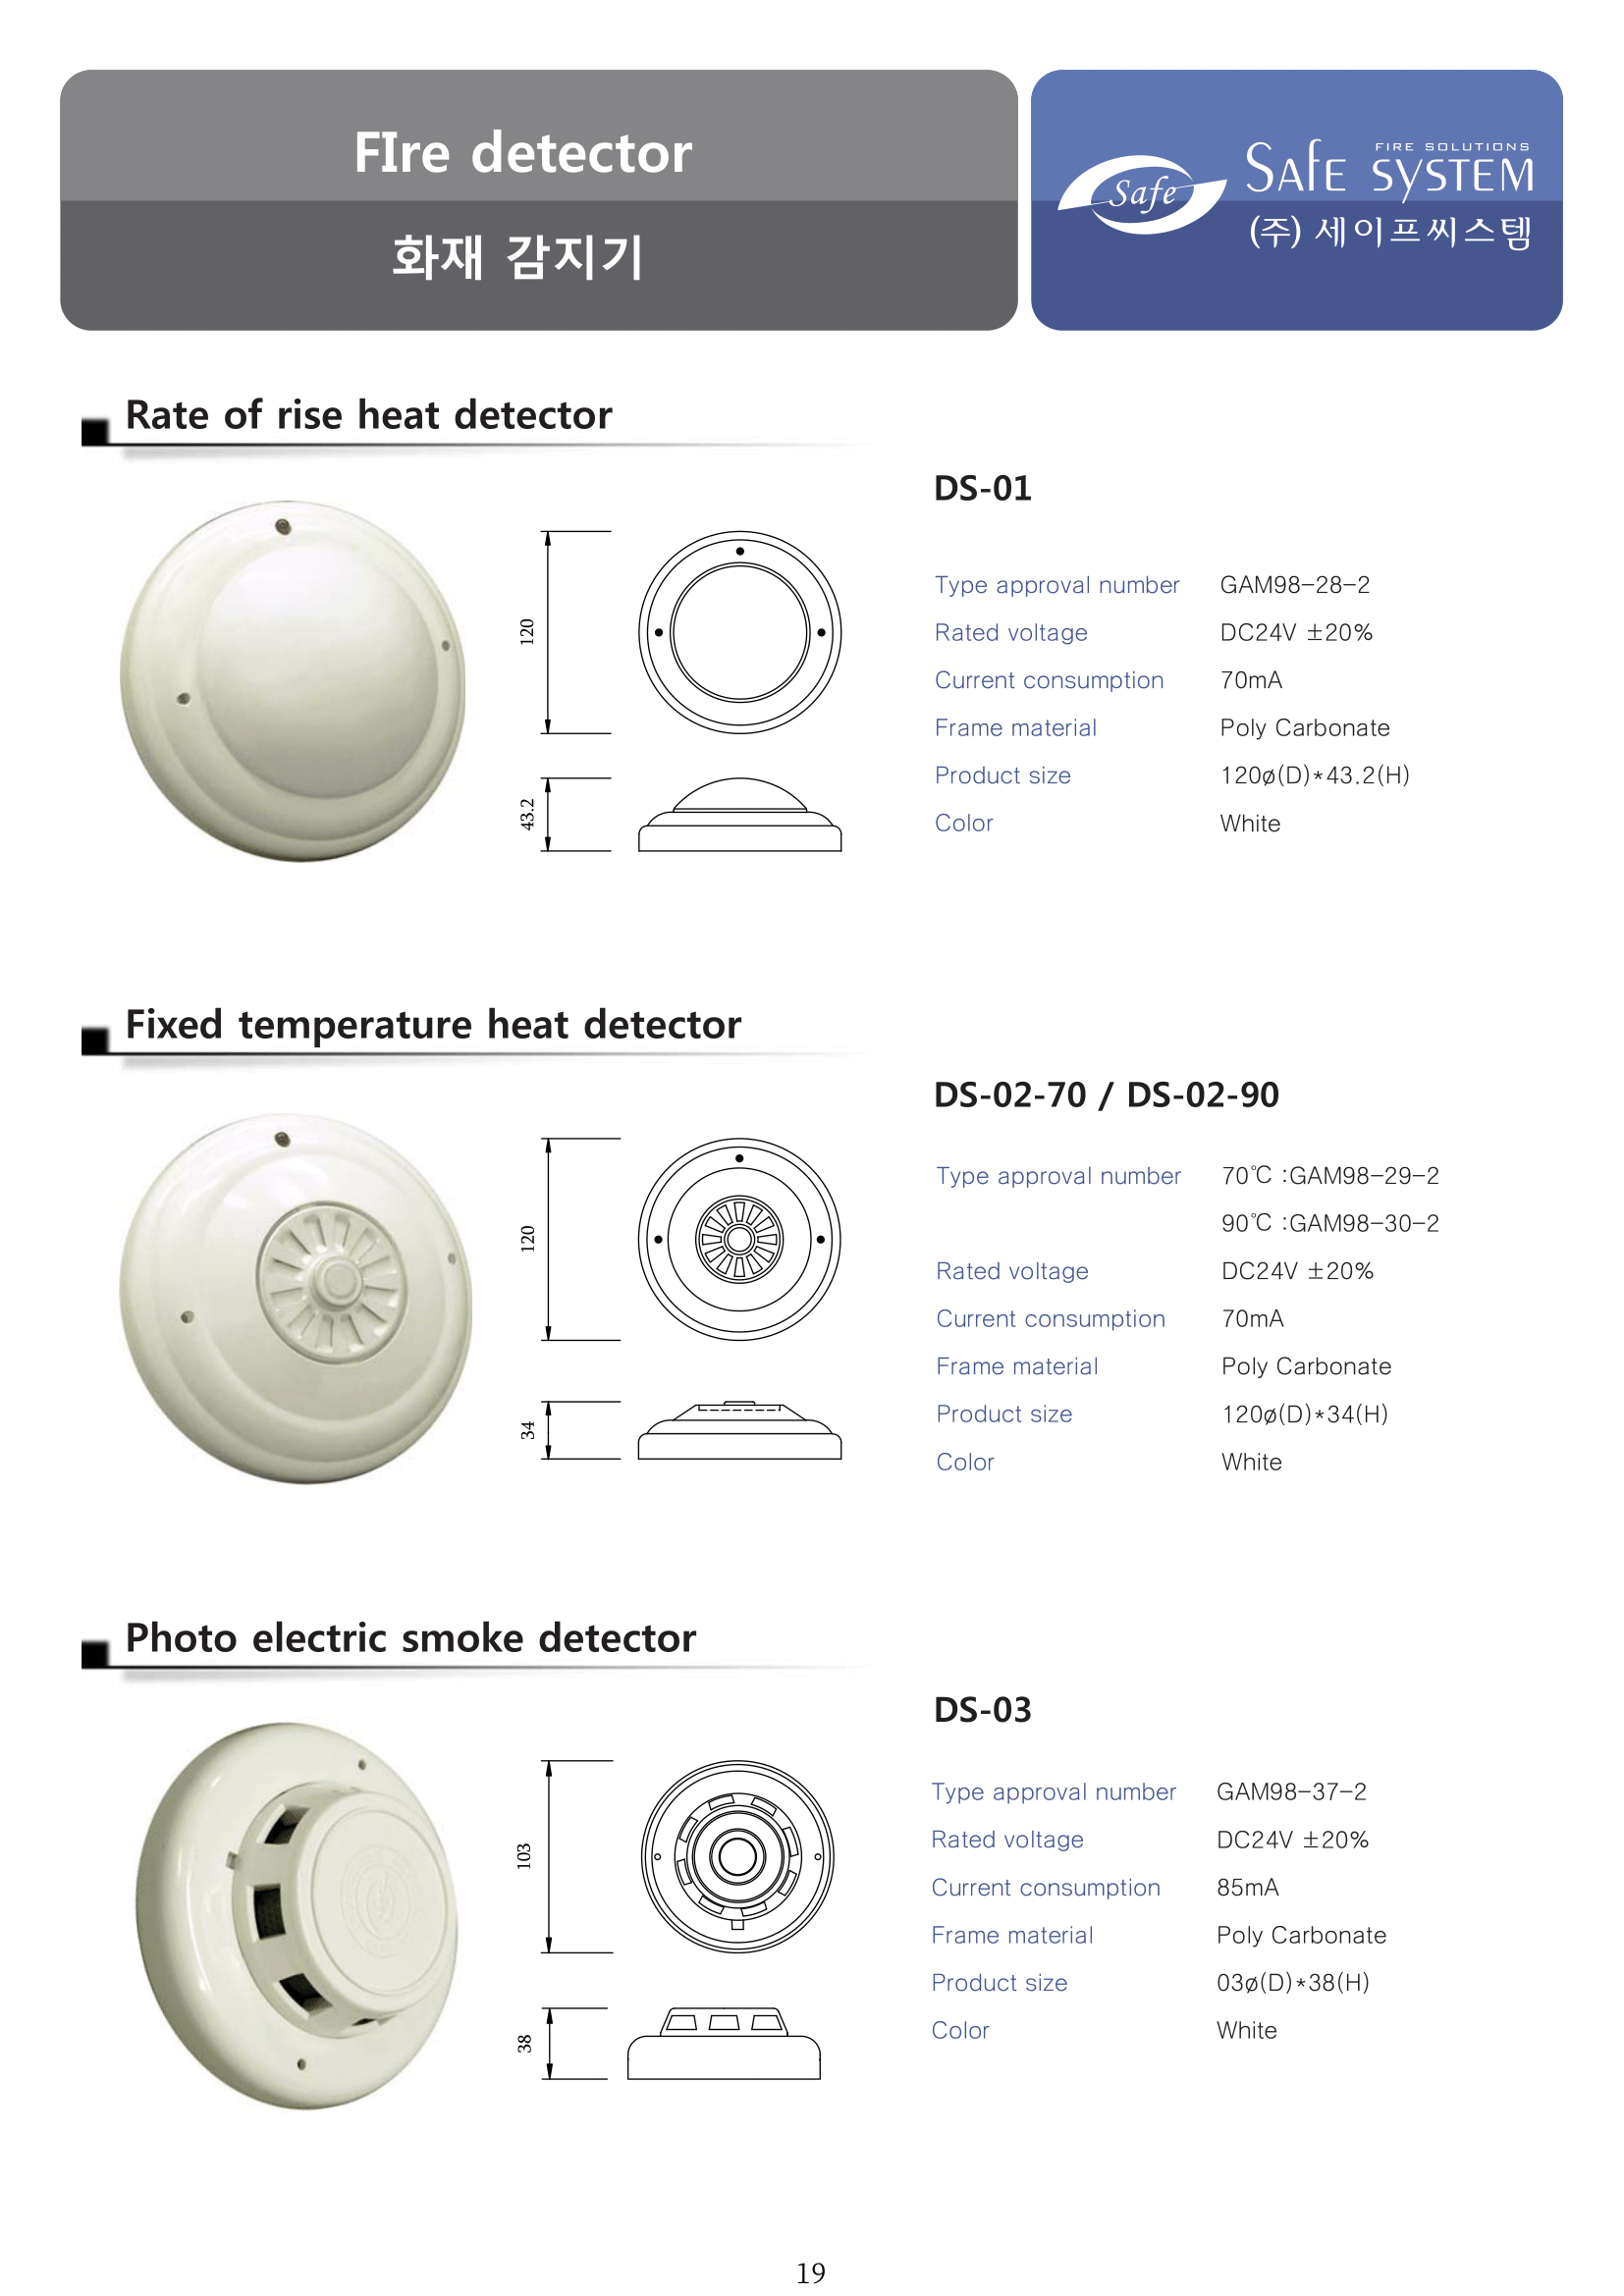 FIre detector
화재 감지기
Safe
FIRE SOLUTIONS
SAfE SYSTEM
(주) 세이프씨스템
Rate of rise heat detector
DS-01
120
43.2
Type approval number GAM98-28-2
Rated voltage DC24V ±20%
Current consumption 70mA
Frame material Poly Carbonate
Product size 120ø(D)*43.2(H)
Color White
Fixed temperature heat detector
DS-02-70 / DS-02-90
120
34
Type approval number 70℃ :GAM98-29-2
90℃ :GAM98-30-2
Rated voltage DC24V ±20%
Current consumption 70mA
Frame material Poly Carbonate
Product size 120ø(D)*34(H)
Color White
Photo electric smoke detector
DS-03
103
38
Type approval number GAM98-37-2
Rated voltage DC24V ±20%
Current consumption 85mA
Frame material Poly Carbonate
Product size 03ø(D)*38(H)
Color White
19